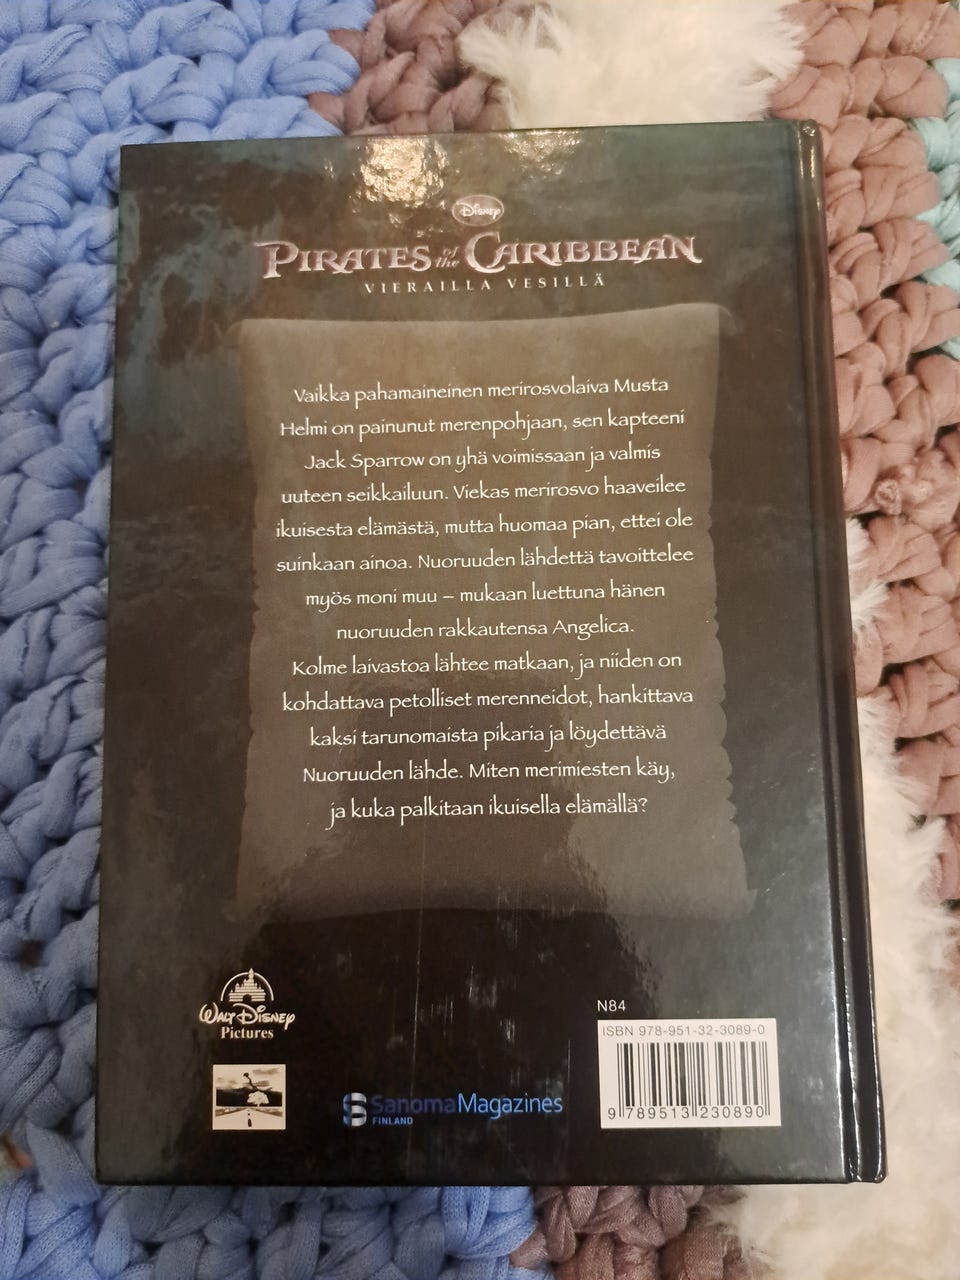 Disney
PIRATES of the CARIBBEAN
VIERAILLA VESILLÄ
Vaikka pahamaineinen merirosvolaiva Musta
Helmi on painunut merenpohjaan, sen kapteeni
Jack Sparrow on yhä voimissaan ja valmis
uuteen seikkailuun. Viekas merirosvo haaveilee
ikuisesta elämästä, mutta huomaa pian, ettei ole
suinkaan ainoa. Nuoruuden lähdettä tavoittelee
myös moni muu – mukaan luettuna hänen
nuoruuden rakkautensa Angelica.
Kolme laivastoa lähtee matkaan, ja niiden on
kohdattava petolliset merenneidot, hankittava
kaksi tarunomaista pikaria ja löydettävä
Nuoruuden lähde. Miten merimiesten käy,
ja kuka palkitaan ikuisella elämällä?
WALT DISNEY
Pictures
SanomaMagazines
FINLAND
N84
ISBN 978-951-32-3089-0
9 789513 230890